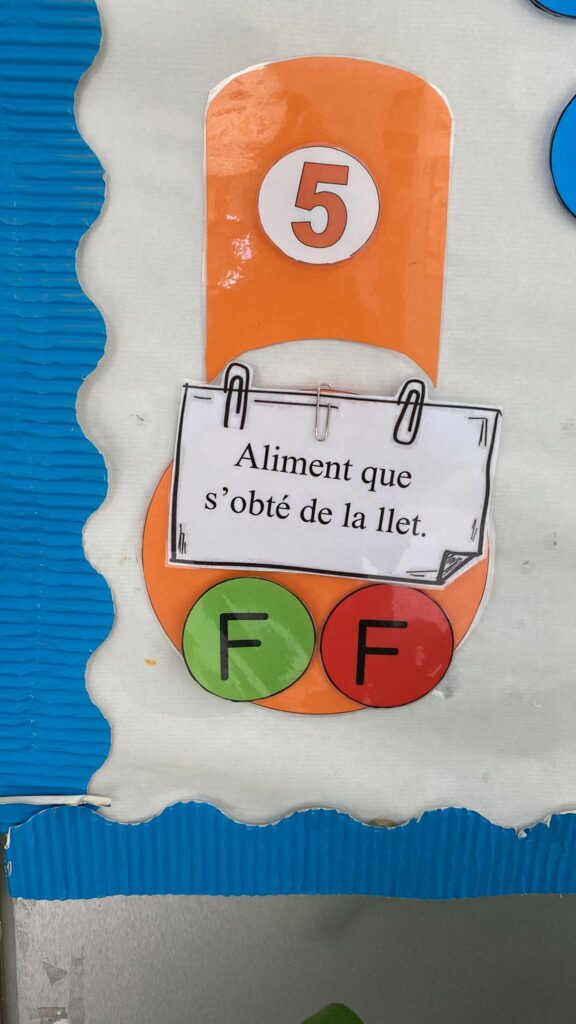 5
Aliment que
s'obté de la llet.
F F